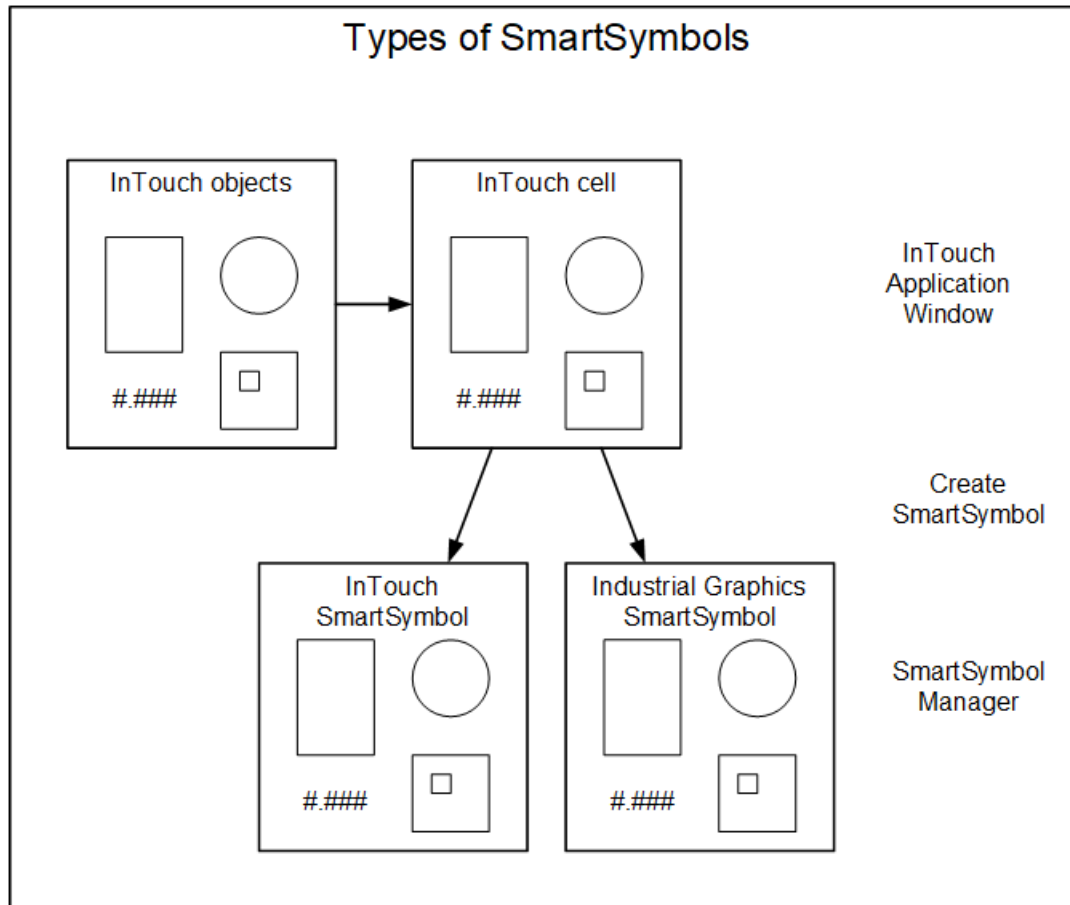 Types of SmartSymbols
InTouch objects
#.###
InTouch cell
#.###
InTouch
Application
Window
Create
SmartSymbol
InTouch
SmartSymbol
#.###
Industrial Graphics
SmartSymbol
#.###
SmartSymbol
Manager